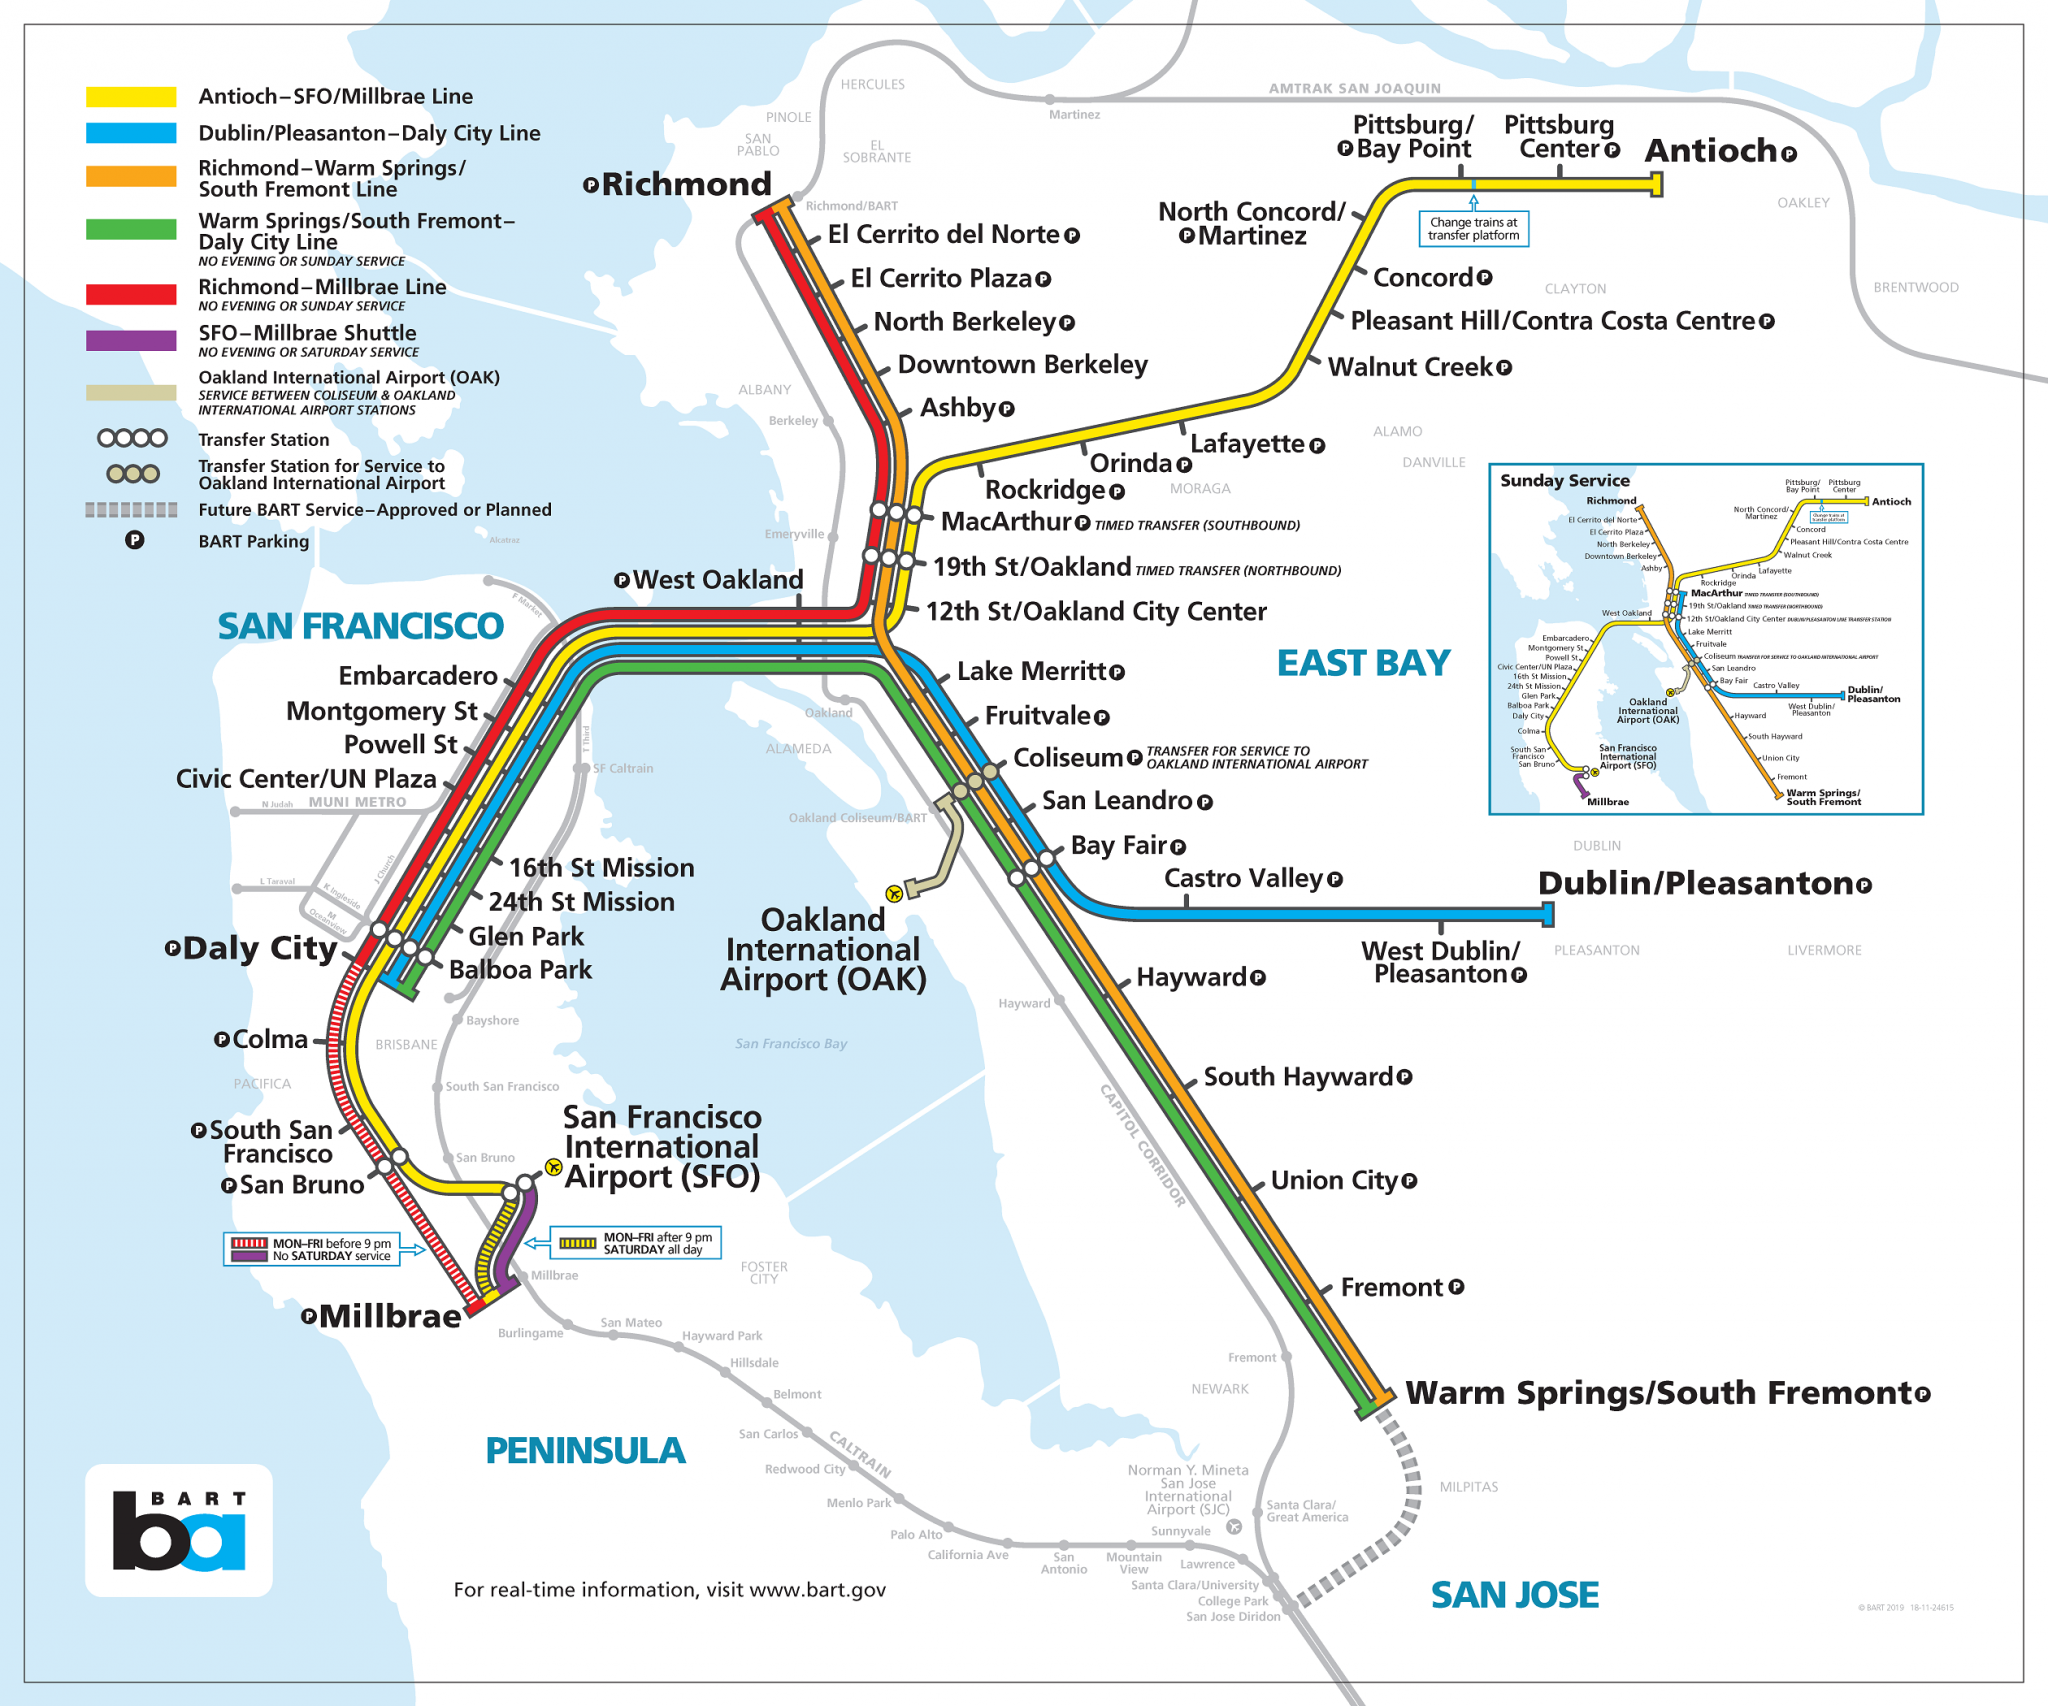 Antioch–SFO/Millbrae Line
Dublin/Pleasanton–Daly City Line
Richmond–Warm Springs/
South Fremont Line
Warm Springs/South Fremont–
Daly City Line
NO EVENING OR SUNDAY SERVICE
Richmond–Millbrae Line
NO EVENING OR SUNDAY SERVICE
SFO–Millbrae Shuttle
NO EVENING OR SATURDAY SERVICE
Oakland International Airport (OAK)
SERVICE BETWEEN COLISEUM & OAKLAND
INTERNATIONAL AIRPORT STATIONS
Transfer Station
Transfer Station for Service to
Oakland International Airport
Future BART Service–Approved or Planned
P
BART Parking
HERCULES
PINOLE
SAN
PABLO
EL
SOBRANTE
Martinez
AMTRAK SAN JOAQUIN
Pittsburg/
P Bay Point
Pittsburg
Center P
Antioch P
OAKLEY
BRENTWOOD
P Richmond
Richmond/BART
El Cerrito del Norte P
El Cerrito Plaza P
North Berkeley P
Downtown Berkeley
Ashby P
North Concord/
P Martinez
Change trains at
transfer platform
Concord P
CLAYTON
Pleasant Hill/Contra Costa Centre P
Walnut Creek P
ALBANY
Berkeley
Lafayette P
Orinda P
Rockridge P
ALAMO
DANVILLE
MORAGA
MacArthur P TIMED TRANSFER (SOUTHBOUND)
19th St/Oakland TIMED TRANSFER (NORTHBOUND)
12th St/Oakland City Center
Emeryville
Alcatraz
P West Oakland
F Market
SAN FRANCISCO
EAST BAY
Embarcadero
Montgomery St
Powell St
Civic Center/UN Plaza
N Judah
MUNI METRO
T Third
SF Caltrain
J Church
L Taraval
K Ingleside
M
Oceanview
16th St Mission
24th St Mission
Glen Park
Balboa Park
P Daly City
Oakland
ALAMEDA
Lake Merritt P
Fruitvale P
Coliseum P TRANSFER FOR SERVICE TO
OAKLAND INTERNATIONAL AIRPORT
San Leandro P
Oakland Coliseum/BART
Bay Fair P
Castro Valley P
DUBLIN
Dublin/Pleasanton P
West Dublin/
Pleasanton P
PLEASANTON
LIVERMORE
Oakland
International
Airport (OAK)
Hayward P
Hayward
San Francisco Bay
South Hayward P
Union City P
Fremont P
CAPITOL CORRIDOR
Fremont
NEWARK
Warm Springs/South Fremont P
MILPITAS
P Colma
BRISBANE
Bayshore
PACIFICA
South San Francisco
P South San
Francisco
San Bruno
P San Bruno
San Francisco
International
Airport (SFO)
MON–FRI before 9 pm
No SATURDAY service
MON–FRI after 9 pm
SATURDAY all day
P Millbrae
Millbrae
FOSTER
CITY
Burlingame
San Mateo
Hayward Park
Hillsdale
Belmont
San Carlos
CALTRAIN
Redwood City
Menlo Park
Palo Alto
California Ave
San
Antonio
Mountain
View
Sunnyvale
Lawrence
Santa Clara/University
College Park
San Jose Diridon
Norman Y. Mineta
San Jose
International
Airport (SJC)
Santa Clara/
Great America
PENINSULA
SAN JOSE
BART
ba
For real-time information, visit www.bart.gov
© BART 2019 18-11-24615
Sunday Service
Richmond
El Cerrito del Norte
El Cerrito Plaza
North Berkeley
Downtown Berkeley
Ashby
Pittsburg/
Bay Point
Pittsburg
Center
Antioch
North Concord/
Martinez
Change trains at
transfer platform
Concord
Pleasant Hill/Contra Costa Centre
Walnut Creek
Lafayette
Orinda
Rockridge
MacArthur TIMED TRANSFER (SOUTHBOUND)
19th St/Oakland TIMED TRANSFER (NORTHBOUND)
12th St/Oakland City Center DUBLIN/PLEASANTON LINE TRANSFER STATION
West Oakland
Lake Merritt
Fruitvale
Coliseum TRANSFER FOR SERVICE TO OAKLAND INTERNATIONAL AIRPORT
San Leandro
Bay Fair
Castro Valley
Dublin/
Pleasanton
West Dublin/
Pleasanton
Embarcadero
Montgomery St
Powell St
Civic Center/UN Plaza
16th St Mission
24th St Mission
Glen Park
Balboa Park
Daly City
Colma
South San
Francisco
San Bruno
Oakland
International
Airport (OAK)
San Francisco
International
Airport (SFO)
Millbrae
Hayward
South Hayward
Union City
Fremont
Warm Springs/
South Fremont